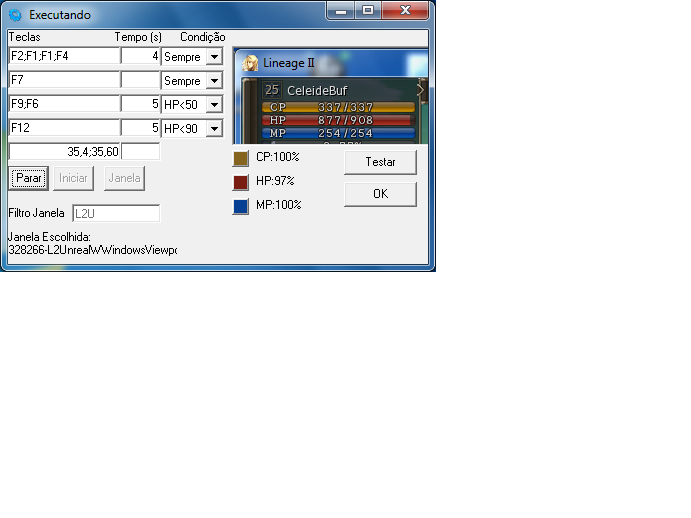 Executando
Teclas Tempo (s) Condição
F2;F1;F1;F4 4 Sempre
F7 Sempre
F9;F6 5 HP<50
F12 5 HP<90
35,4;35,60
Parar Iniciar Janela
Filtro Janela L2U
Janela Escolhida:
328266-L2UnrealWWindowsViewpo
Lineage II
25 CeleideBuf
CP 337/337
HP 877/908
MP 254/254
CP:100%
HP:97%
MP:100%
Testar
OK